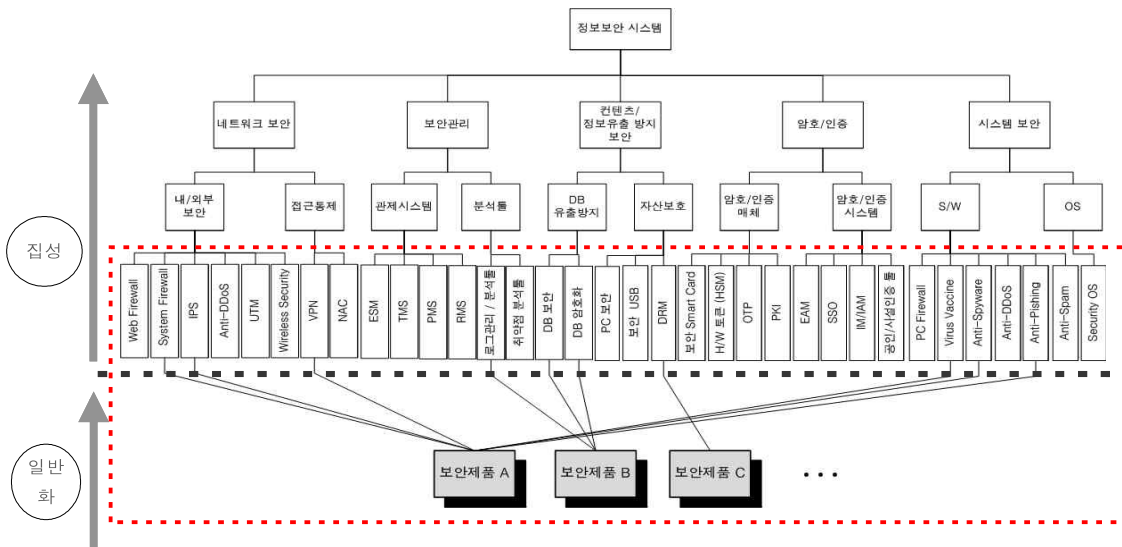 정보보안 시스템
네트워크 보안
보안관리
컨텐츠/
정보유출 방지
보안
암호/인증
시스템 보안
내/외부
보안
접근통제
관제시스템
분석툴
DB
유출방지
자산보호
암호/인증
매체
암호/인증
시스템
S/W
OS
집성
Web Firewall
System Firewall
IPS
Anti-DDoS
UTM
Wireless Security
VPN
NAC
ESM
TMS
PMS
RMS
로그관리 / 분석툴
취약점 분석툴
DB 보안
DB 암호화
PC 보안
보안 USB
DRM
보안 Smart Card
H/W 토큰 (HSM)
OTP
PKI
EAM
SSO
IM/IAM
공인/사설인증 툴
PC Firewall
Virus Vaccine
Anti-Spyware
Anti-DDoS
Anti-Pishing
Anti-Spam
Security OS
일반
화
보안제품 A
보안제품 B
보안제품 C
...